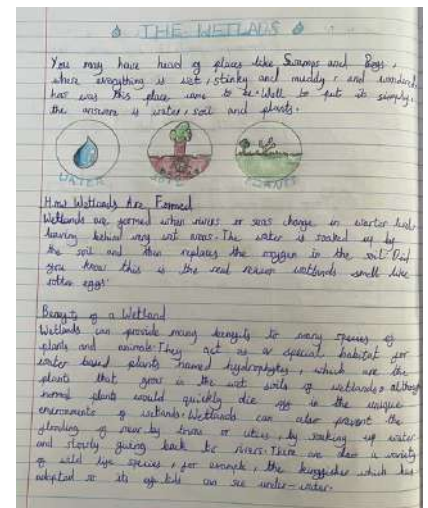 THE WETLADS
You may have head of places like Swamps and Bogs,
where everything is wet, stinky and muddy, and wondered
how was this place came to be. Well to put it simply,
the answere is water, soil and plants.
WATER SOIL PLANTS
How Wetlands Are Formed
Wetlands are formed when rivers or seas change in warter levels
leaving behind very wet areas. The water is soaked up by
the soil and then replaces the oxygen in the soil. Did
you know this is the real reason wetlands smell like
rotten eggs.
Benefits of a Wetland
Wetlands can provide many benefits to many species of
plants and animals. They act as a special habitat for
water based plants named hydrophytes, which are the
plants that grow in the wet soils of wetlands, although
normal plants would quickly die off in the unique
enviroments of wetlands. Wetlands can also prevent the
flooding of near by towns or cities, by soaking up water
and slowly giving back to rivers. There are also a variety
of wild life species, for example, the kingfisher which has
adapted so its can see under-water.